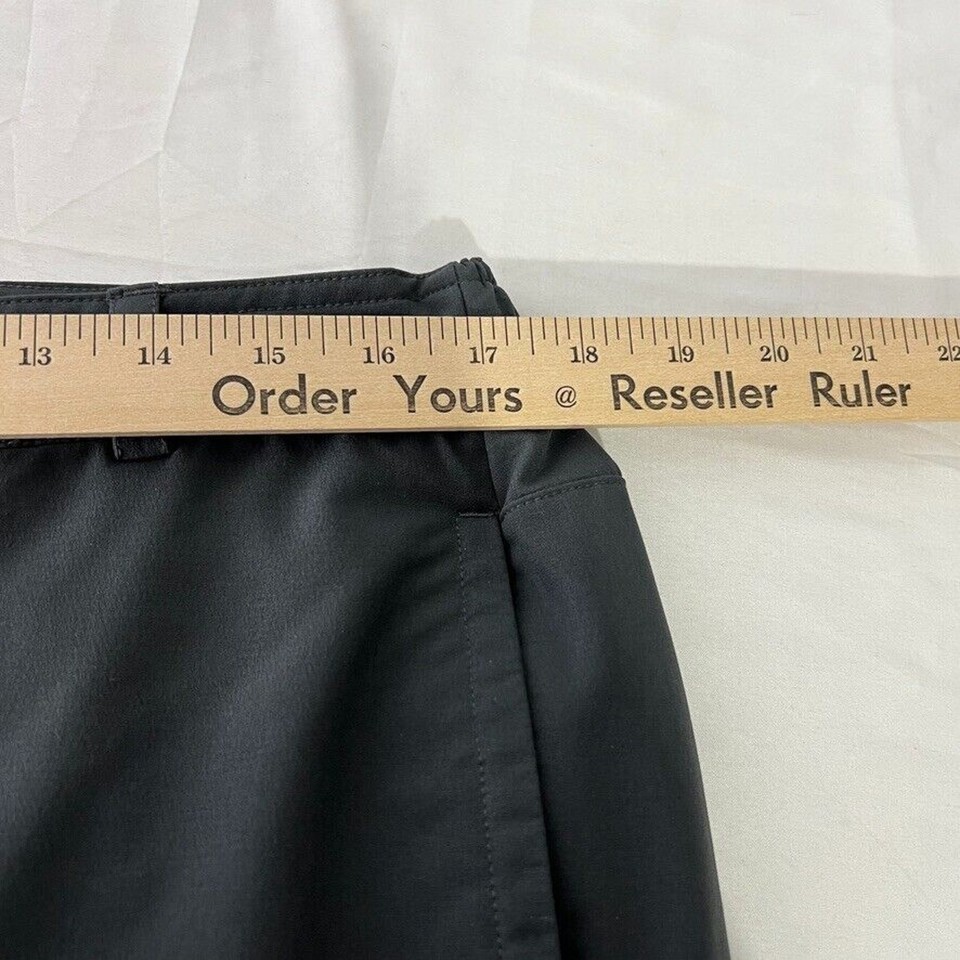 13 14 15 16 17 18 19 20 21 22
Order Yours @ Reseller Ruler